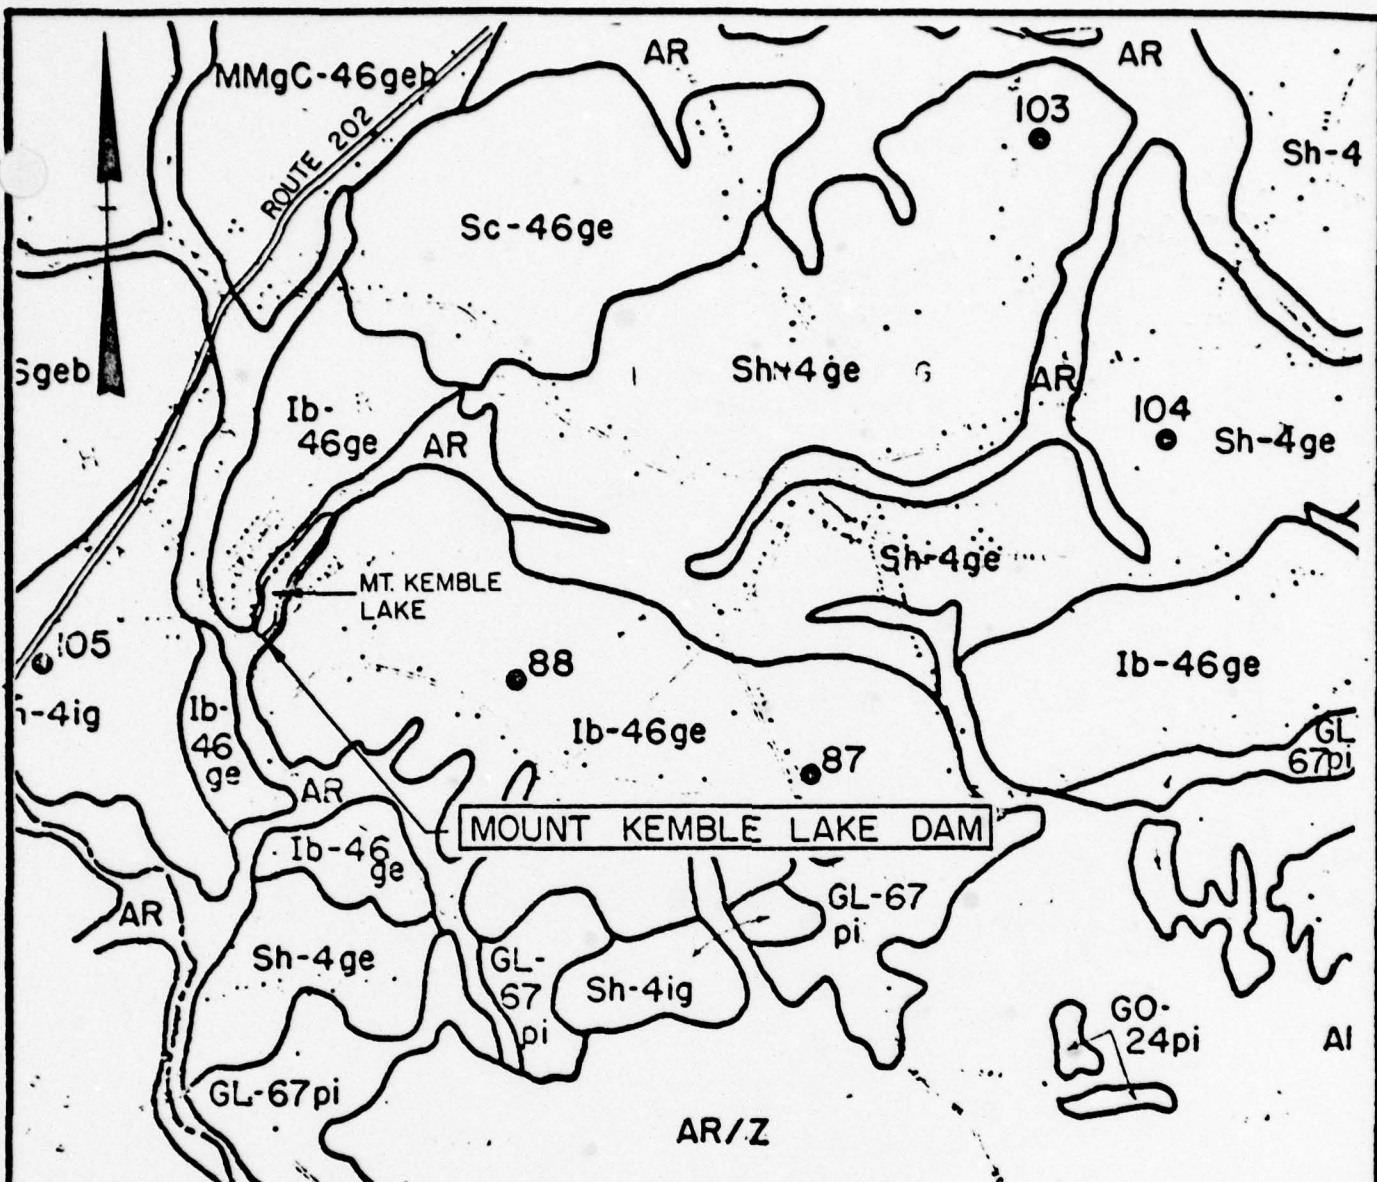 AR
AR
MMgC-46geb
103
ROUTE 202
Sh-4
Sc-46ge
Sh-4ge
6geb
AR
Ib-
46ge
104
AR
Sh-4ge
Sh-4ge
MT. KEMBLE
LAKE
105
88
Ib-46ge
-4ig
Ib-
46
ge
Ib-46ge
GL
67pi
87
AR
MOUNT KEMBLE LAKE DAM
Ib-46
ge
GL-67
pi
AR
Sh-4ge
GL-
67
pi
Sh-4ig
GO-
24pi
GL-67pi
AR/Z